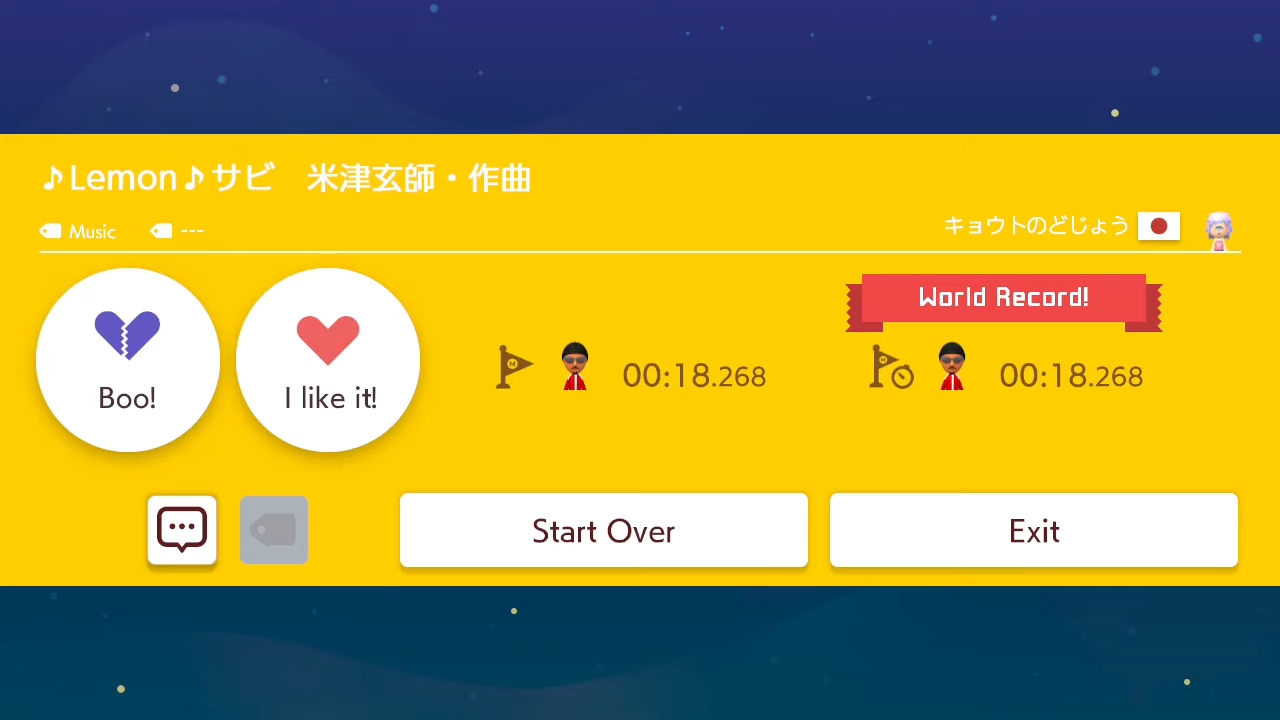 ♪Lemon♪サビ　米津玄師・作曲
Music ---
キョウトのどじょう
World Record!
M 00:18.268
M 00:18.268
Boo!
I like it!
Start Over
Exit